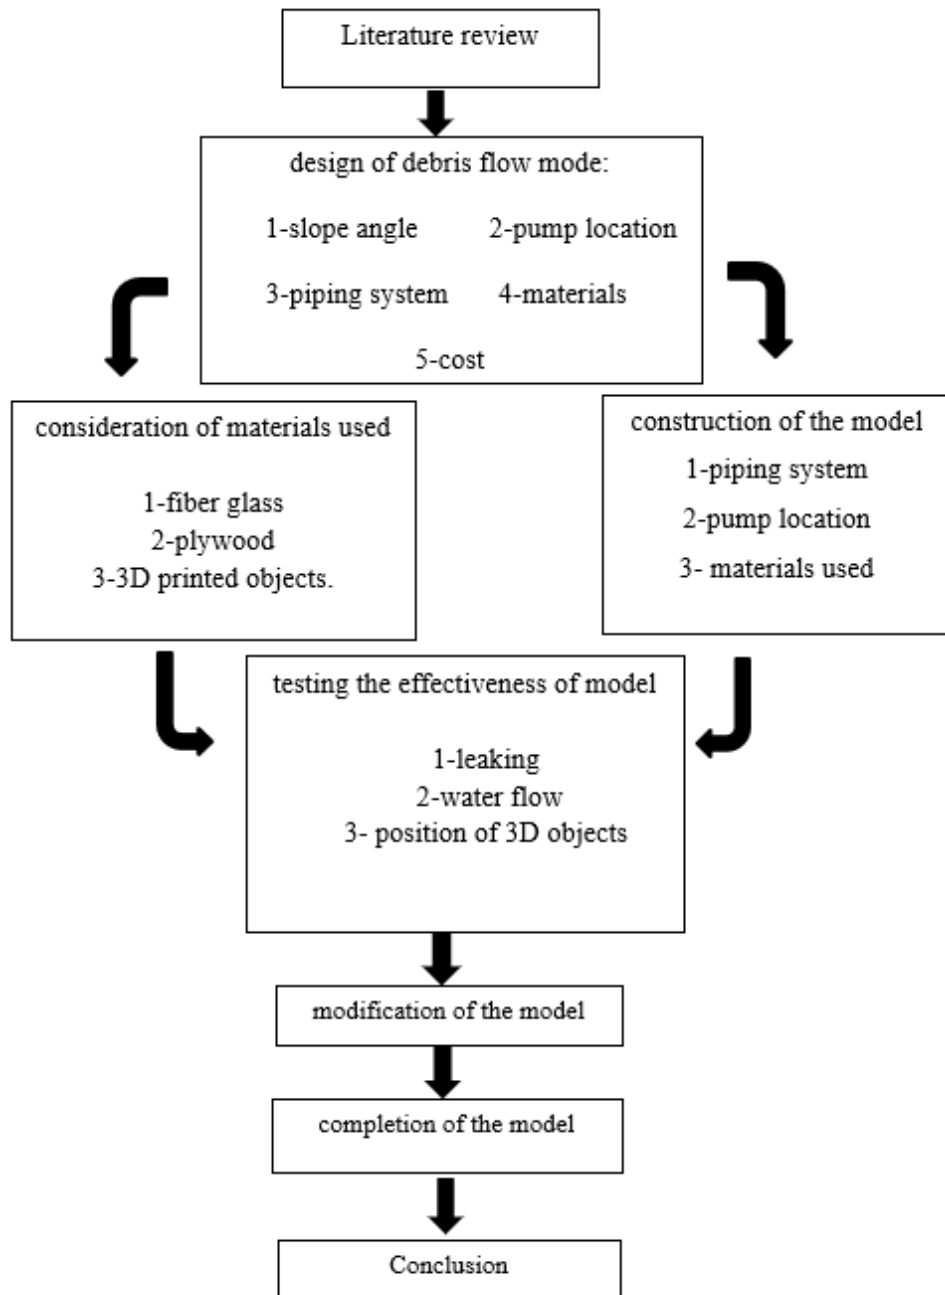 Literature review
design of debris flow mode:
1-slope angle 2-pump location
3-piping system 4-materials
5-cost
consideration of materials used
1-fiber glass
2-plywood
3-3D printed objects.
construction of the model
1-piping system
2-pump location
3- materials used
testing the effectiveness of model
1-leaking
2-water flow
3- position of 3D objects
modification of the model
completion of the model
Conclusion